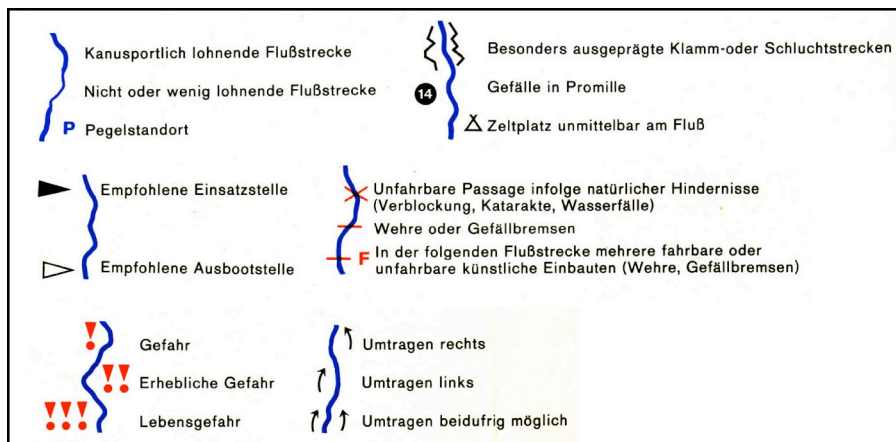 Kanusportlich lohnende Flußstrecke
Nicht oder wenig lohnende Flußstrecke
P Pegelstandort
Besonders ausgeprägte Klamm-oder Schluchtstrecken
14 Gefälle in Promille
Zeltplatz unmittelbar am Fluß
Empfohlene Einsatzstelle
Empfohlene Ausbootstelle
Unfahrbare Passage infolge natürlicher Hindernisse
(Verblockung, Katarakte, Wasserfälle)
Wehre oder Gefällbremsen
F In der folgenden Flußstrecke mehrere fahrbare oder
unfahrbare künstliche Einbauten (Wehre, Gefällbremsen)
! Gefahr
!! Erhebliche Gefahr
!!! Lebensgefahr
Umtragen rechts
Umtragen links
Umtragen beidufrig möglich